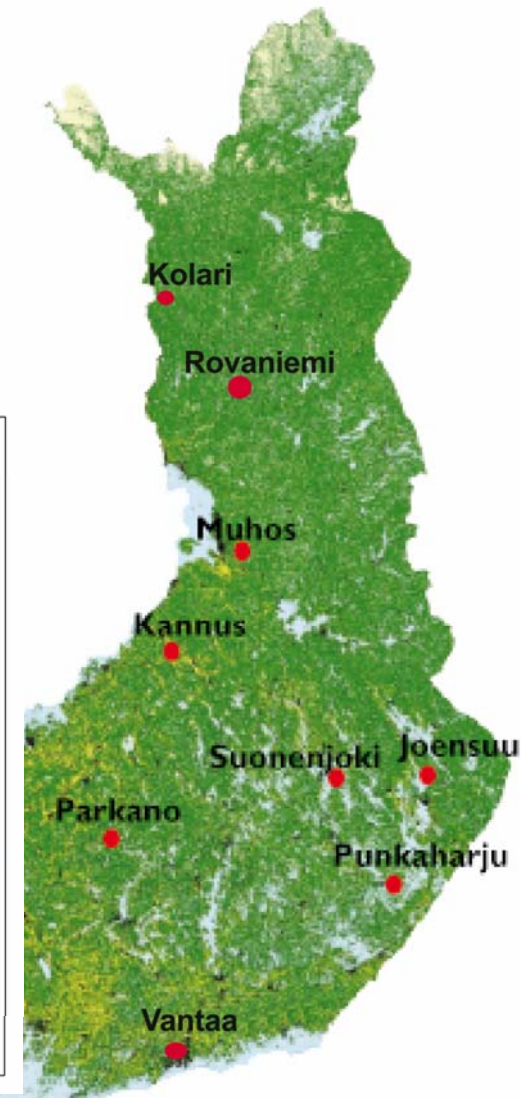 Kolari
Rovaniemi
Muhos
Kannus
Suonenjoki
Joensuu
Parkano
Punkaharju
Vantaa